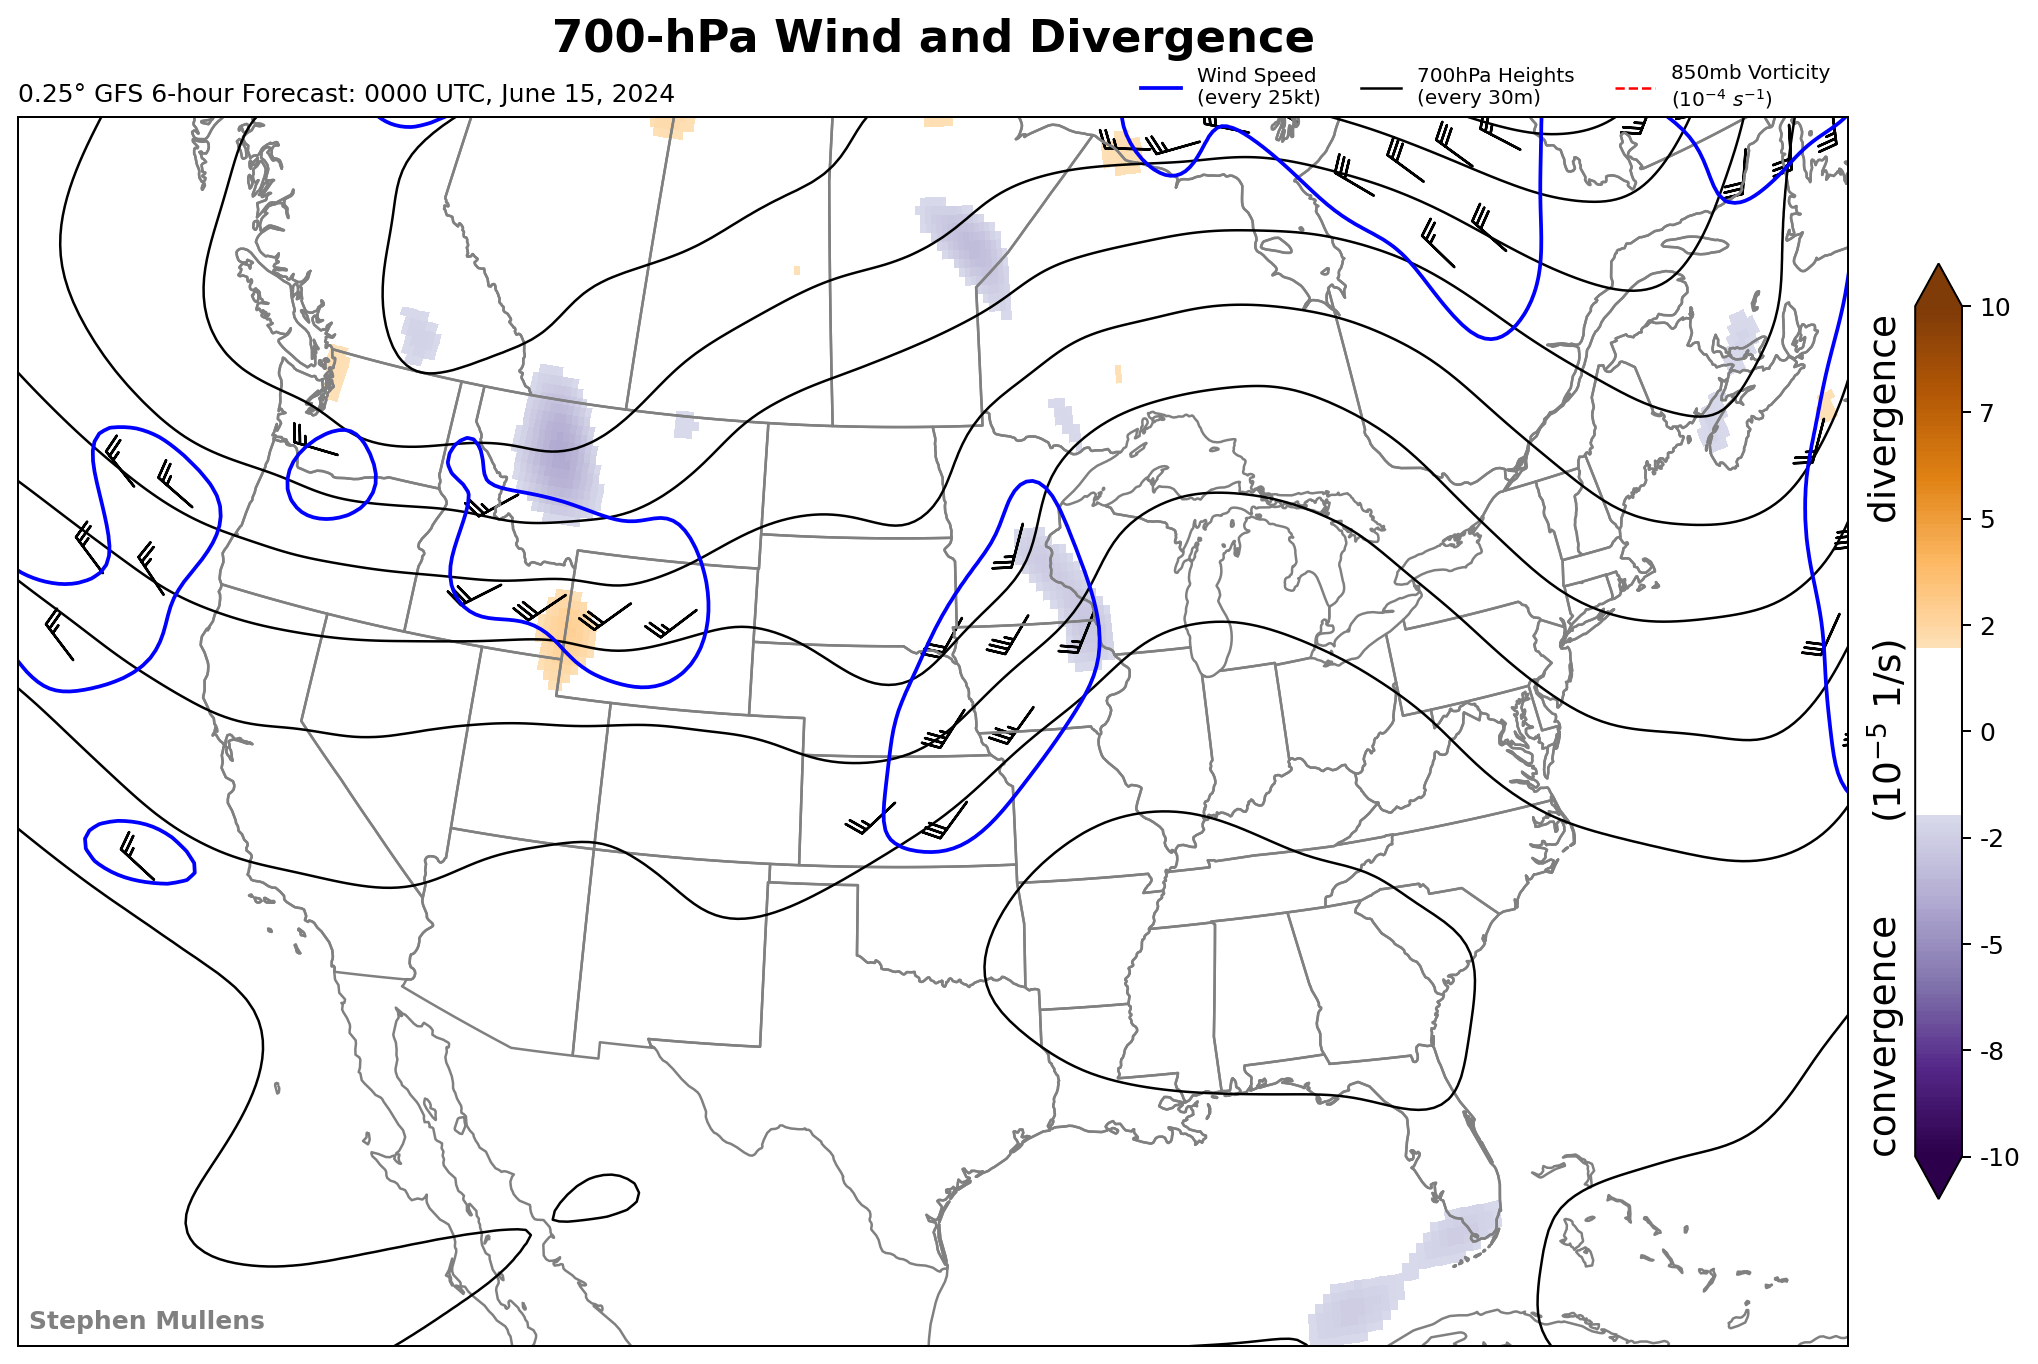 700-hPa Wind and Divergence
0.25° GFS 6-hour Forecast: 0000 UTC, June 15, 2024
Wind Speed
(every 25kt)
700hPa Heights
(every 30m)
850mb Vorticity
(10⁻⁴ s⁻¹)
10
7
5
2
0
-2
-5
-8
-10
convergence (10⁻⁵ 1/s) divergence
Stephen Mullens